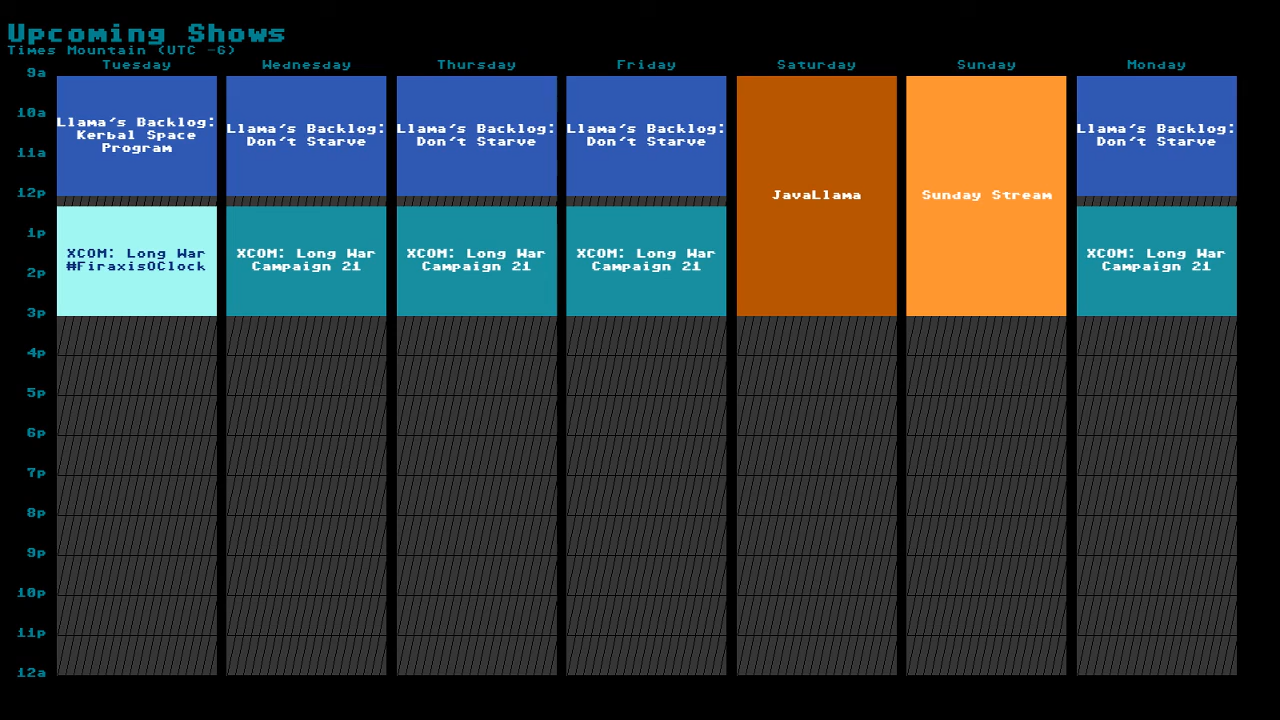 Upcoming Shows
Times Mountain (UTC -6)
Tuesday Wednesday Thursday Friday Saturday Sunday Monday
9a
10a
11a
12p
1p
2p
3p
4p
5p
6p
7p
8p
9p
10p
11p
12a
Llama's Backlog:
Kerbal Space
Program
XCOM: Long War
#FiraxisOClock
Llama's Backlog:
Don't Starve
XCOM: Long War
Campaign 21
Llama's Backlog:
Don't Starve
XCOM: Long War
Campaign 21
Llama's Backlog:
Don't Starve
XCOM: Long War
Campaign 21
JavaLlama
Sunday Stream
Llama's Backlog:
Don't Starve
XCOM: Long War
Campaign 21